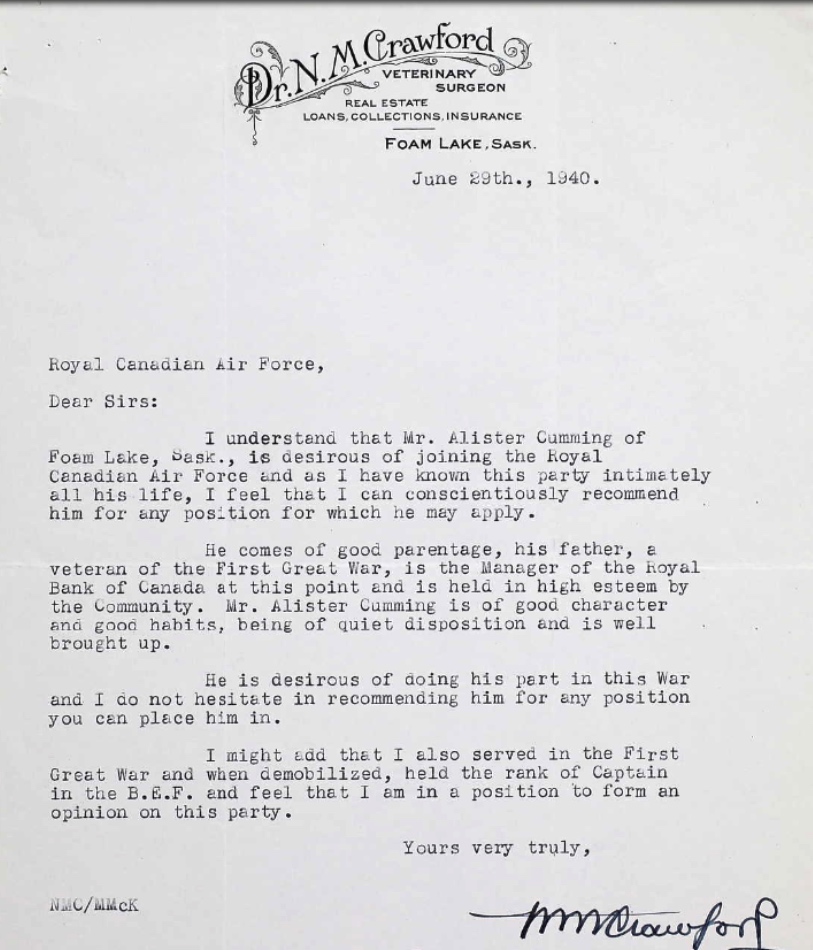 Dr. N. M. Crawford
VETERINARY
SURGEON
REAL ESTATE
LOANS, COLLECTIONS, INSURANCE
FOAM LAKE, SASK.
June 29th., 1940.
Royal Canadian Air Force,
Dear Sirs:
I understand that Mr. Alister Cumming of
Foam Lake, Sask., is desirous of joining the Royal
Canadian Air Force and as I have known this party intimately
all his life, I feel that I can conscientiously recommend
him for any position for which he may apply.
He comes of good parentage, his father, a
veteran of the First Great War, is the Manager of the Royal
Bank of Canada at this point and is held in high esteem by
the Community. Mr. Alister Cumming is of good character
and good habits, being of quiet disposition and is well
brought up.
He is desirous of doing his part in this War
and I do not hesitate in recommending him for any position
you can place him in.
I might add that I also served in the First
Great War and when demobilized, held the rank of Captain
in the B.E.F. and feel that I am in a position to form an
opinion on this party.
Yours very truly,
NMC/MMcK
NMCrawford